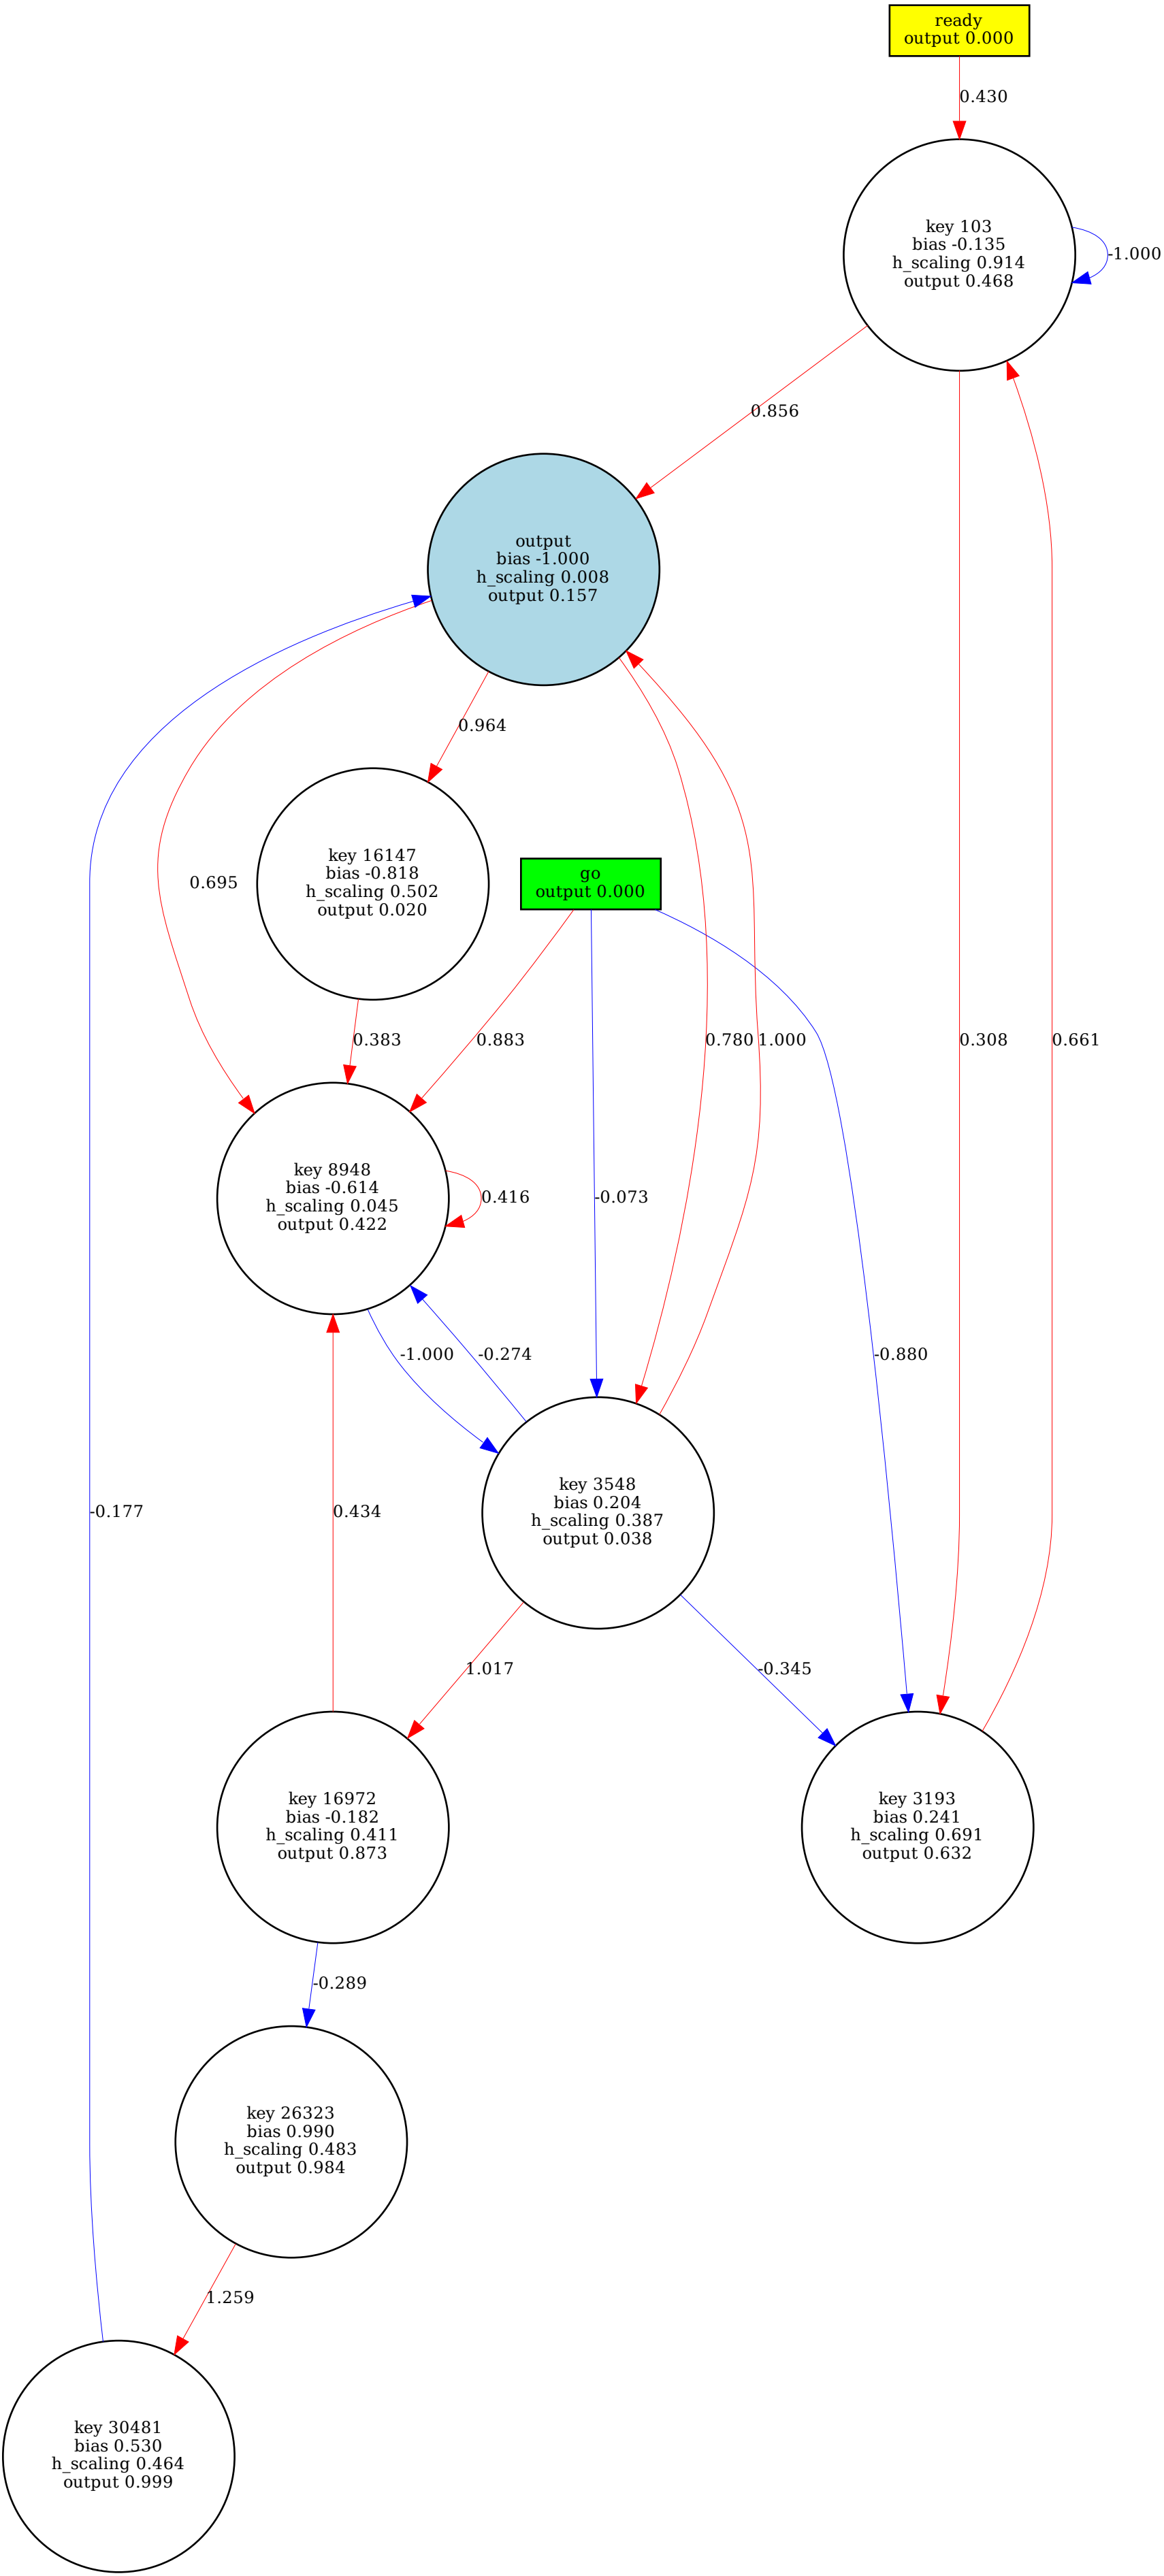 ready
output 0.000
0.430
key 103
bias -0.135
h_scaling 0.914
output 0.468
-1.000
0.856
output
bias -1.000
h_scaling 0.008
output 0.157
0.964
key 16147
bias -0.818
h_scaling 0.502
output 0.020
go
output 0.000
0.695
0.383
0.883
0.780
1.000
0.308
0.661
key 8948
bias -0.614
h_scaling 0.045
output 0.422
0.416
-0.073
-1.000
-0.274
-0.880
key 3548
bias 0.204
h_scaling 0.387
output 0.038
-0.177
0.434
1.017
-0.345
key 16972
bias -0.182
h_scaling 0.411
output 0.873
key 3193
bias 0.241
h_scaling 0.691
output 0.632
-0.289
key 26323
bias 0.990
h_scaling 0.483
output 0.984
1.259
key 30481
bias 0.530
h_scaling 0.464
output 0.999